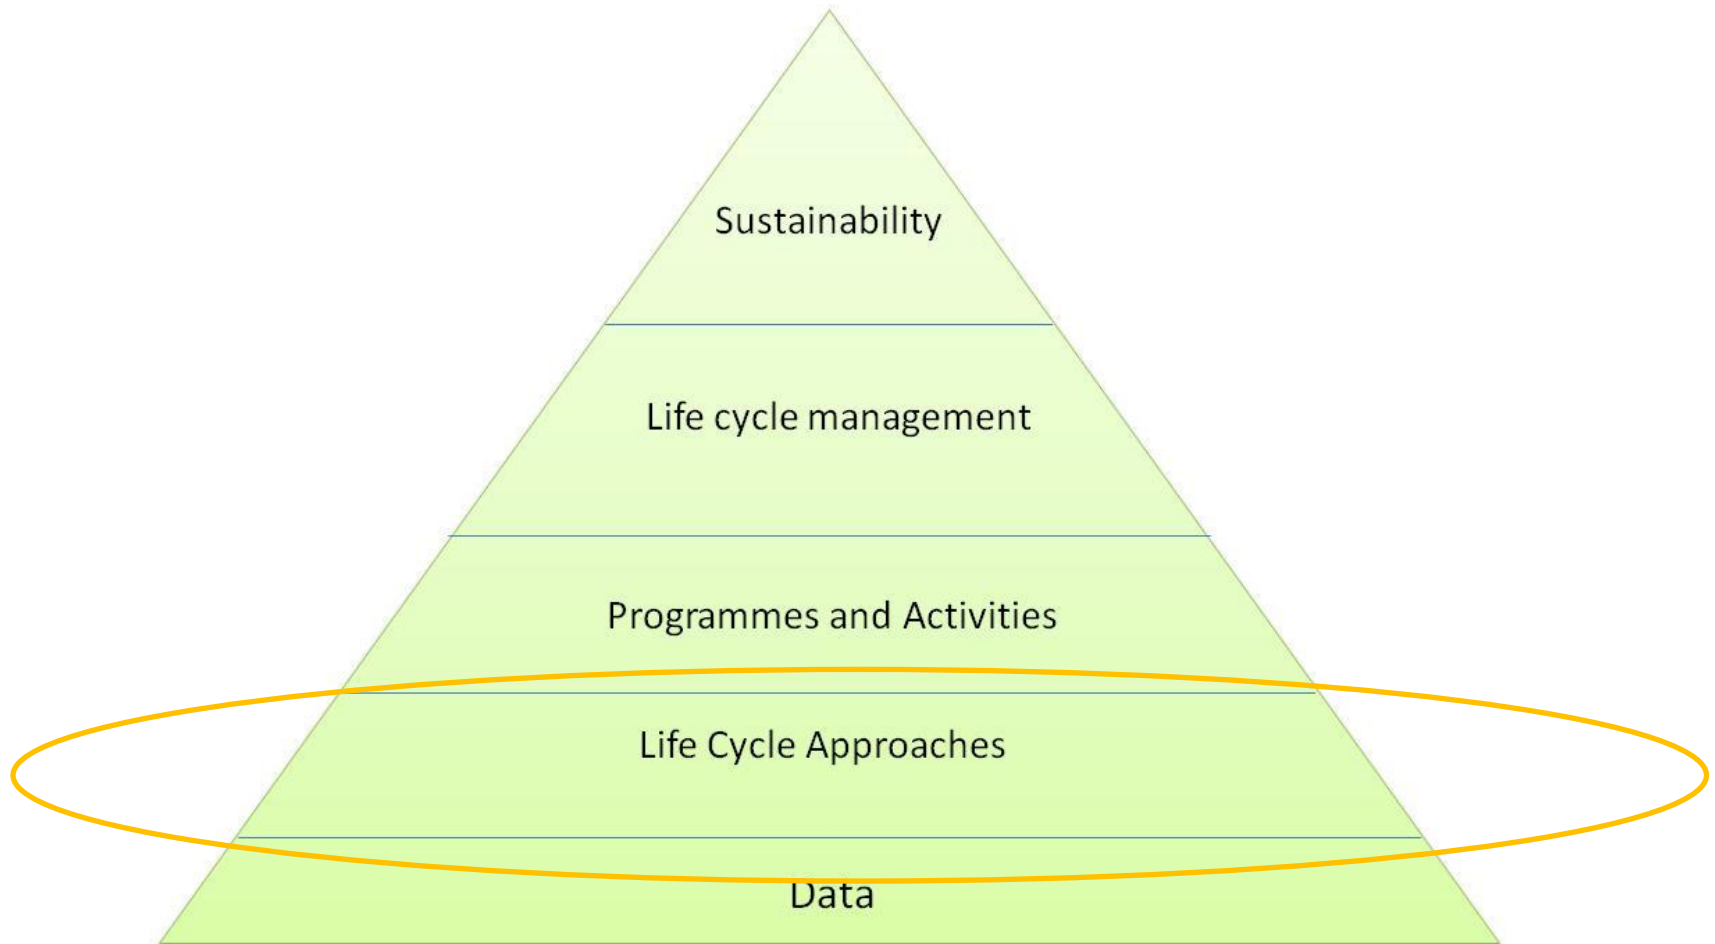 Sustainability
Life cycle management
Programmes and Activities
Life Cycle Approaches
Data